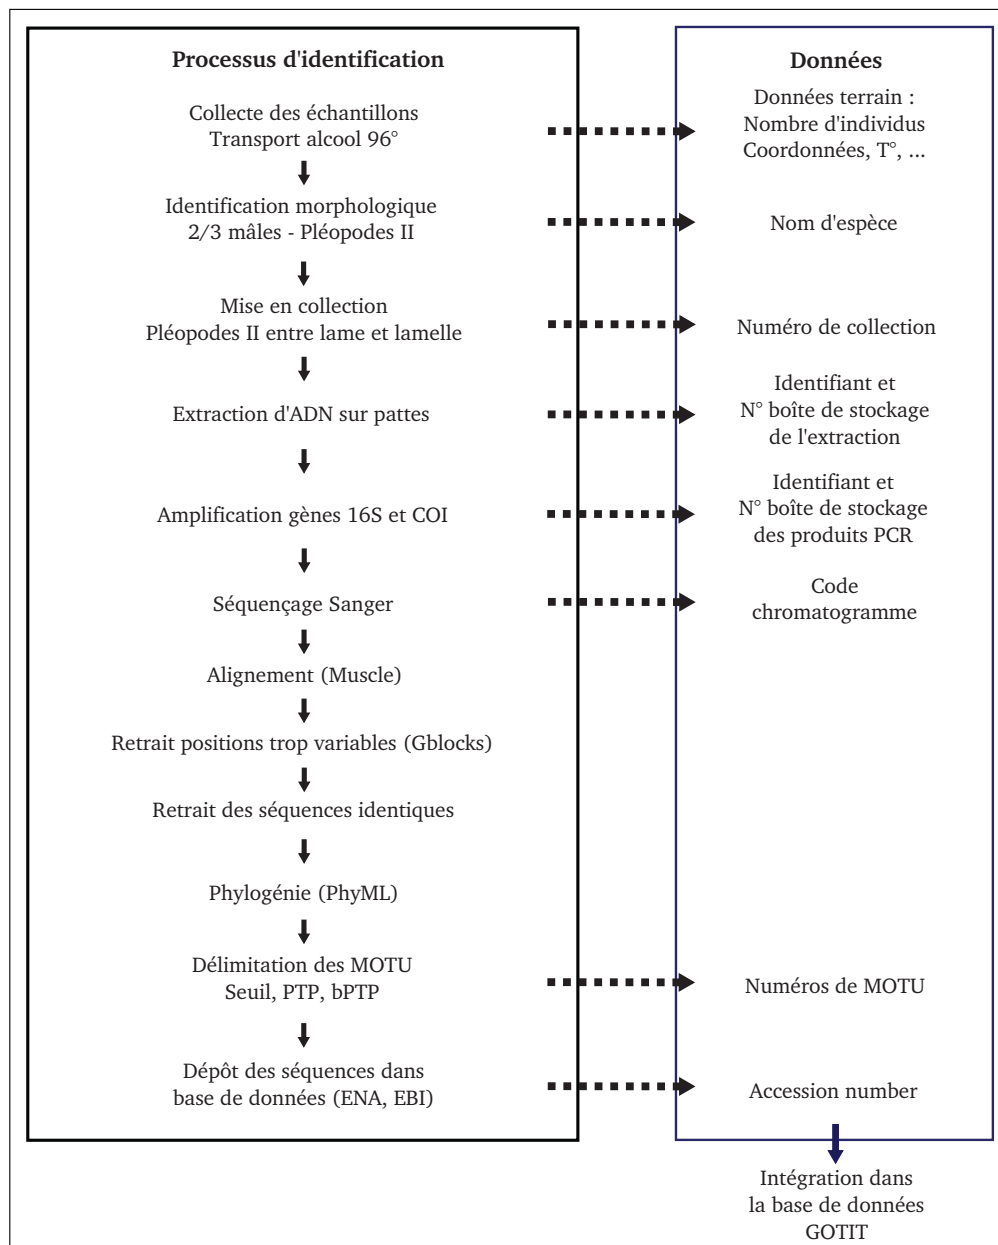 Processus d'identification
Collecte des échantillons
Transport alcool 96°
Identification morphologique
2/3 mâles - Pléopodes II
Mise en collection
Pléopodes II entre lame et lamelle
Extraction d'ADN sur pattes
Amplification gènes 16S et COI
Séquençage Sanger
Alignement (Muscle)
Retrait positions trop variables (Gblocks)
Retrait des séquences identiques
Phylogénie (PhyML)
Délimitation des MOTU
Seuil, PTP, bPTP
Dépôt des séquences dans
base de données (ENA, EBI)
Données
Données terrain :
Nombre d'individus
Coordonnées, T°, ...
Nom d'espèce
Numéro de collection
Identifiant et
N° boîte de stockage
de l'extraction
Identifiant et
N° boîte de stockage
des produits PCR
Code
chromatogramme
Numéros de MOTU
Accession number
Intégration dans
la base de données
GOTIT